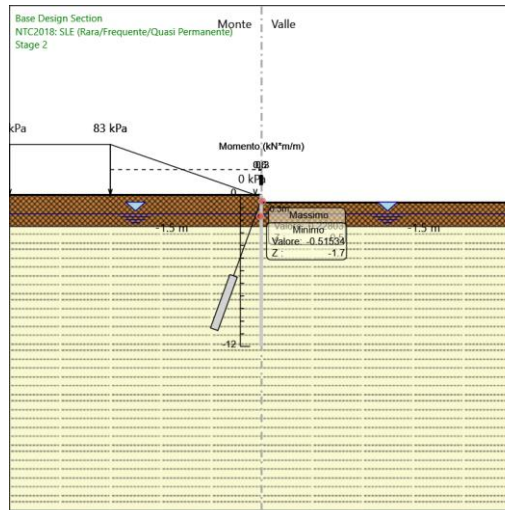 Base Design Section
NTC2018: SLE (Rara/Frequente/Quasi Permanente)
Stage 2
Monte
Valle
kPa
83 kPa
Momento (kN*m/m)
0 kPa
0
Massimo
Minimo
Valore: -0.51534
Z : -1.7
-1.5 m
-1.5 m
-12